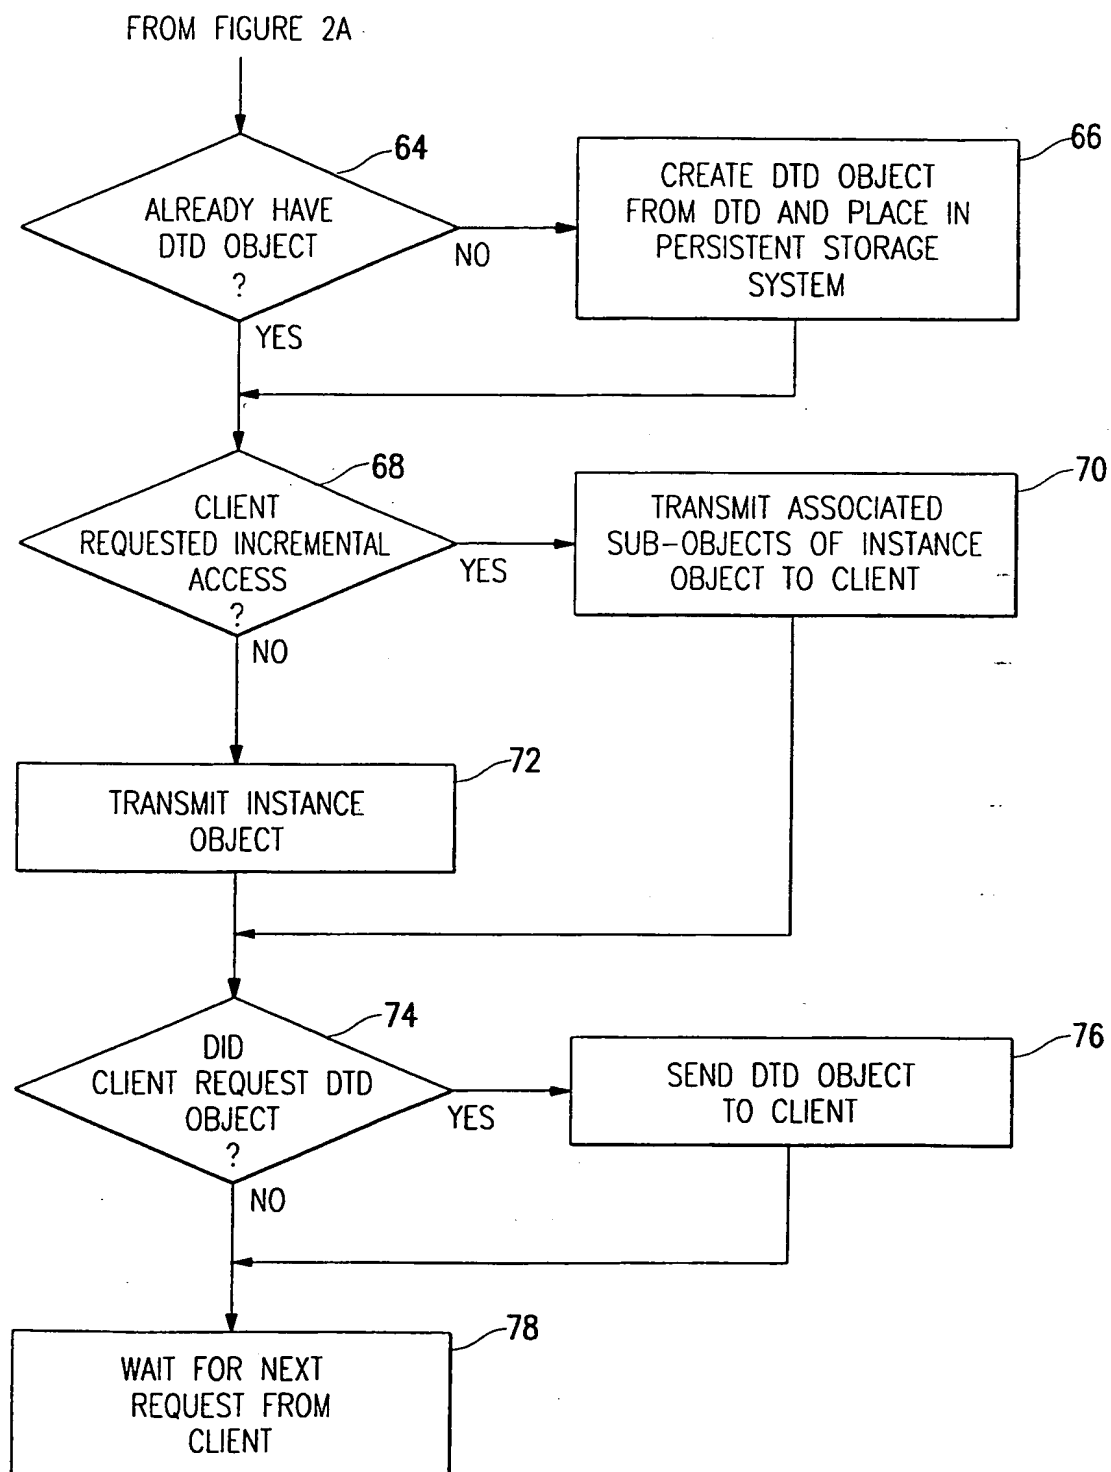 FROM FIGURE 2A
64
ALREADY HAVE
DTD OBJECT
?
NO
YES
66
CREATE DTD OBJECT
FROM DTD AND PLACE IN
PERSISTENT STORAGE
SYSTEM
68
CLIENT
REQUESTED INCREMENTAL
ACCESS
?
YES
NO
70
TRANSMIT ASSOCIATED
SUB-OBJECTS OF INSTANCE
OBJECT TO CLIENT
72
TRANSMIT INSTANCE
OBJECT
74
DID
CLIENT REQUEST DTD
OBJECT
?
YES
NO
76
SEND DTD OBJECT
TO CLIENT
78
WAIT FOR NEXT
REQUEST FROM
CLIENT